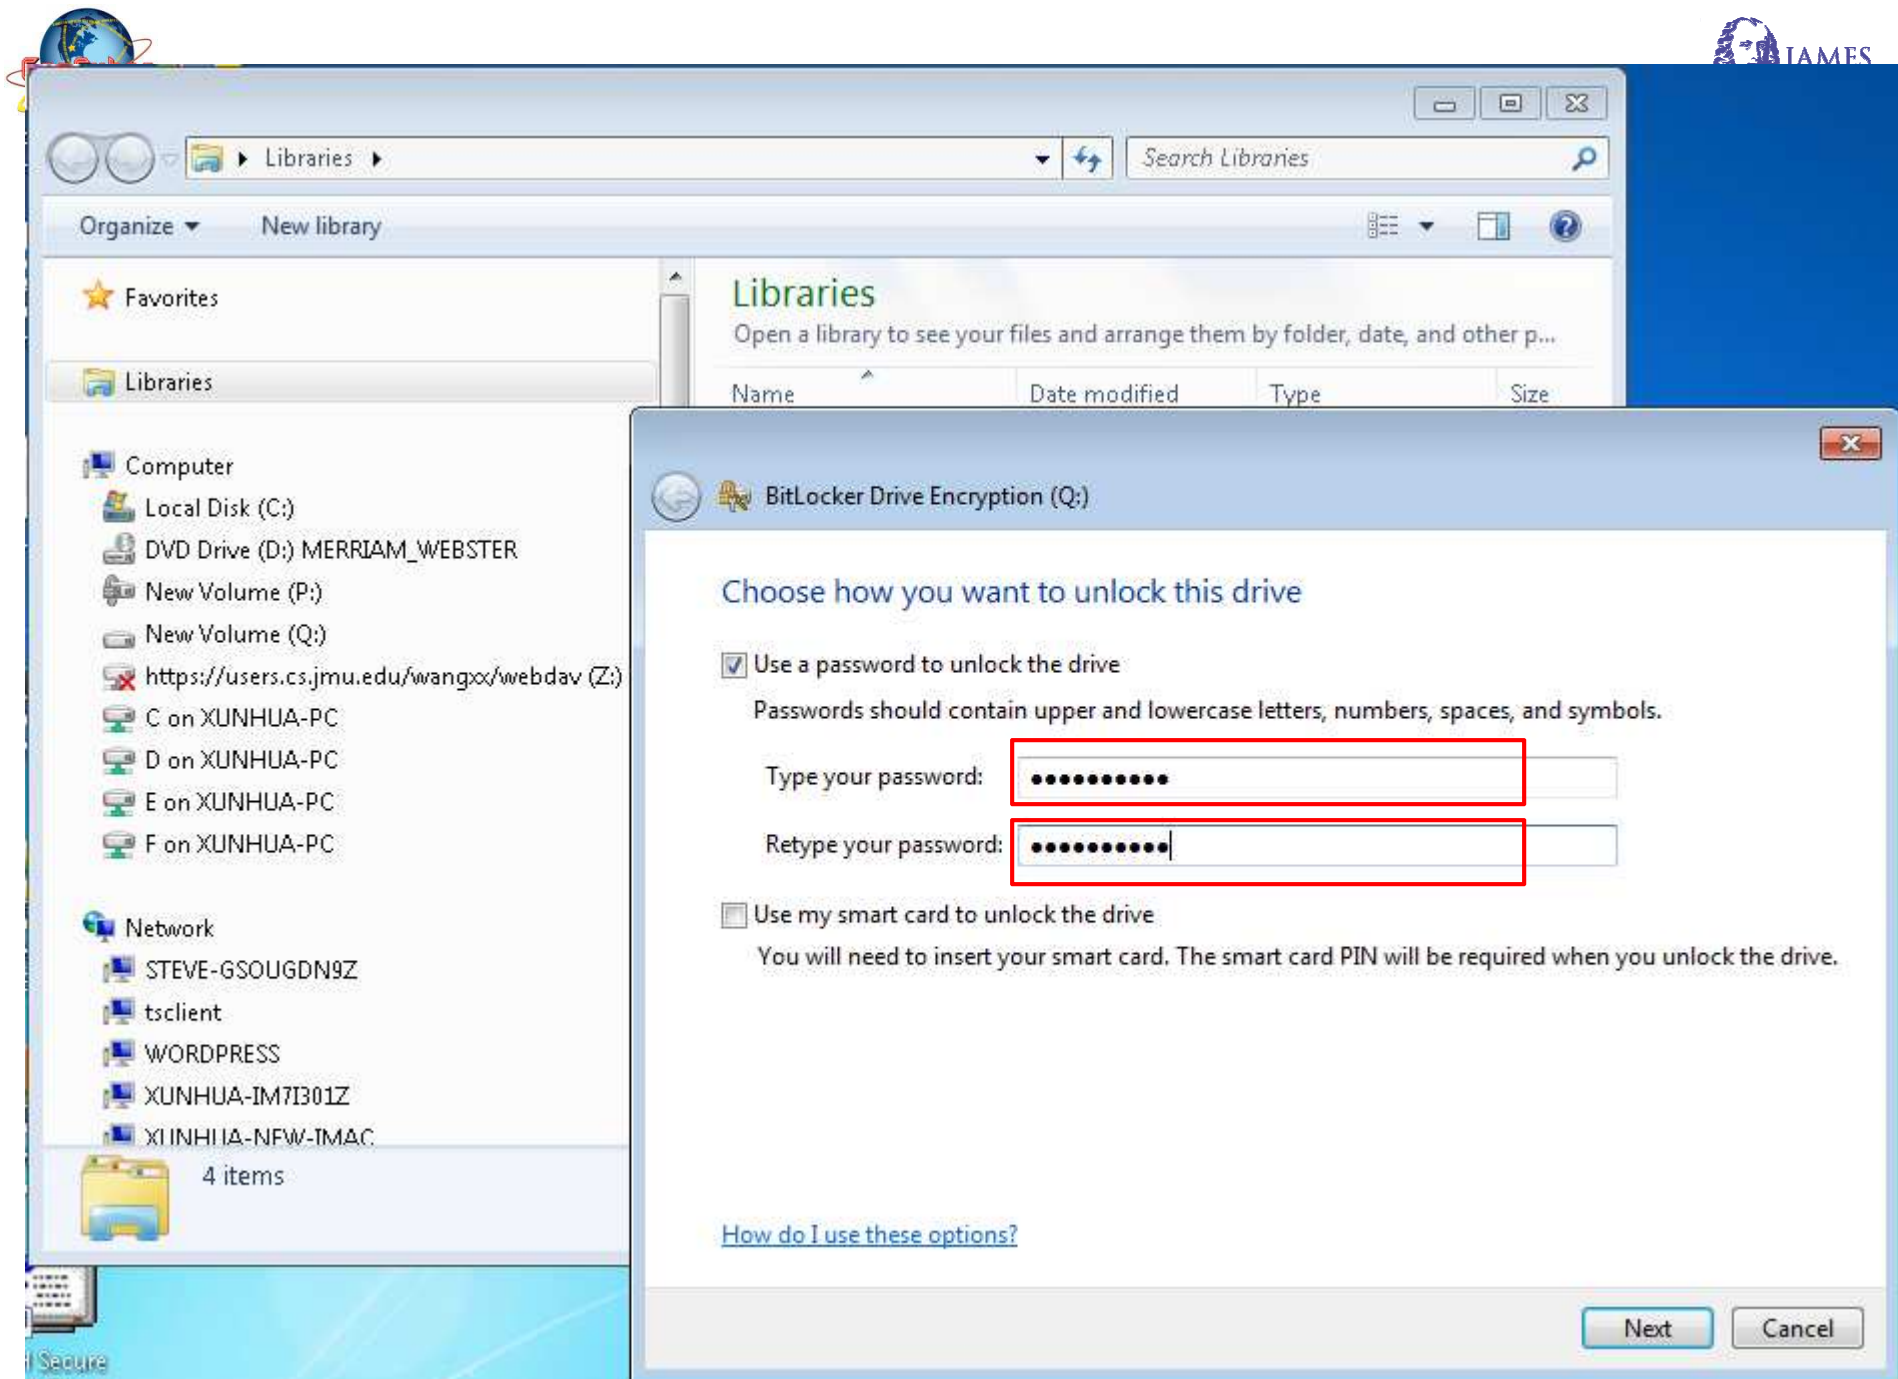 JAMES
Libraries
Search Libraries
Organize
New library
Favorites
Libraries
Computer
Local Disk (C:)
DVD Drive (D:) MERRIAM_WEBSTER
New Volume (P:)
New Volume (Q:)
https://users.cs.jmu.edu/wangxx/webdav (Z:)
C on XUNHUA-PC
D on XUNHUA-PC
E on XUNHUA-PC
F on XUNHUA-PC
Network
STEVE-GSOUGDN9Z
tsclient
WORDPRESS
XUNHUA-IM7I301Z
XUNHUA-NEW-IMAC
4 items
Secure
Libraries
Open a library to see your files and arrange them by folder, date, and other p...
Name Date modified Type Size
BitLocker Drive Encryption (Q:)
Choose how you want to unlock this drive
Use a password to unlock the drive
Passwords should contain upper and lowercase letters, numbers, spaces, and symbols.
Type your password: ●●●●●●●●●●
Retype your password: ●●●●●●●●●●
Use my smart card to unlock the drive
You will need to insert your smart card. The smart card PIN will be required when you unlock the drive.
How do I use these options?
Next Cancel